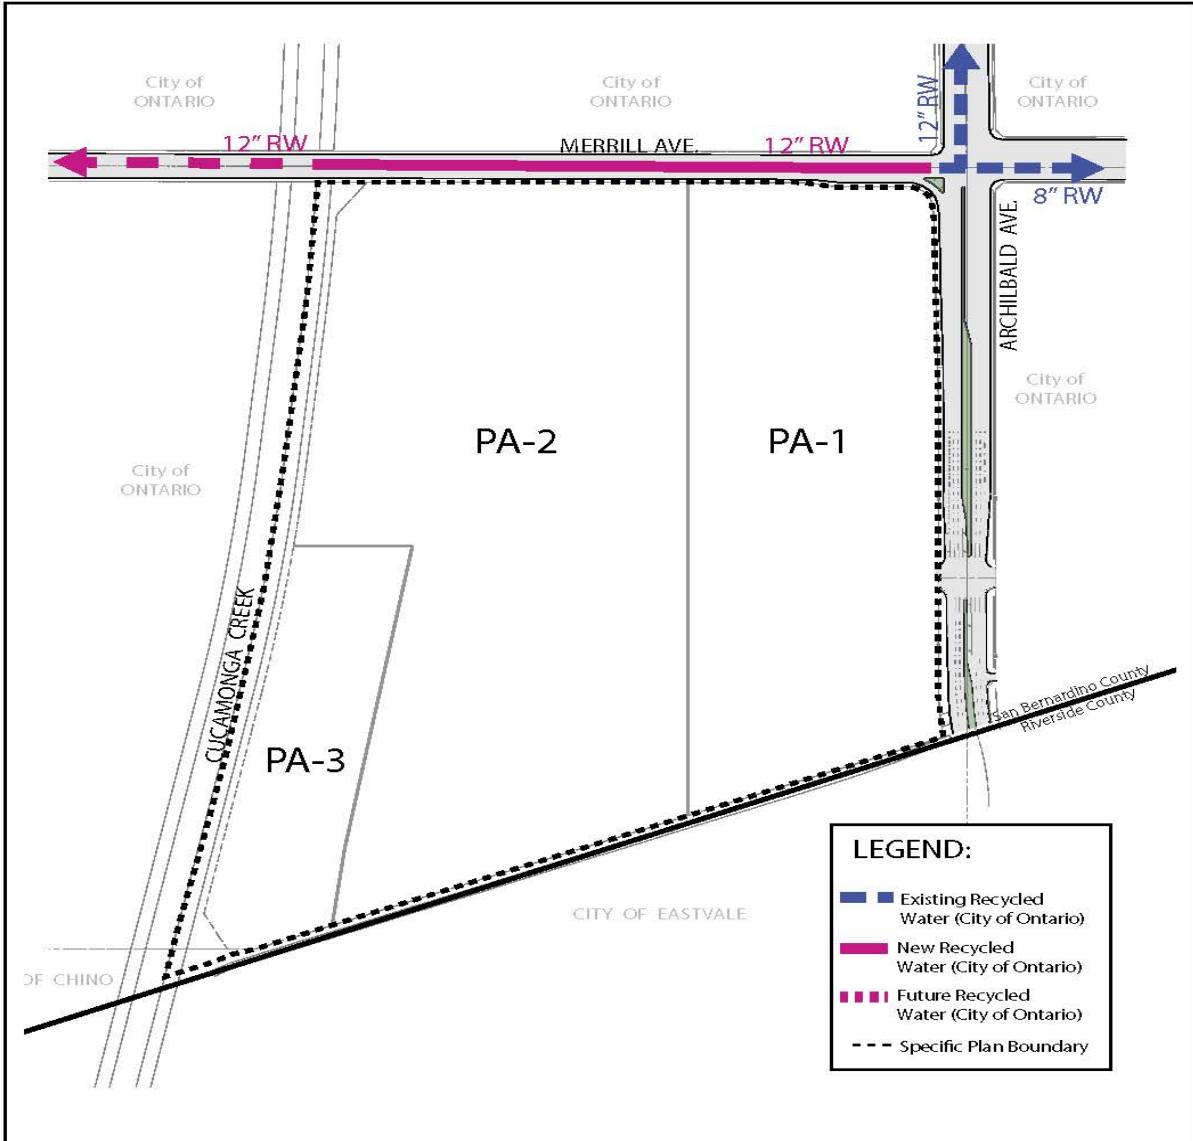 City of
ONTARIO
City of
ONTARIO
City of
ONTARIO
12" RW
12" RW
MERRILL AVE.
12" RW
8" RW
ARCHILBALD AVE.
City of
ONTARIO
PA-2
PA-1
City of
ONTARIO
CUCAMONGA CREEK
San Bernardino County
Riverside County
PA-3
CITY OF EASTVALE
OF CHINO
LEGEND:
Existing Recycled
Water (City of Ontario)
New Recycled
Water (City of Ontario)
Future Recycled
Water (City of Ontario)
Specific Plan Boundary